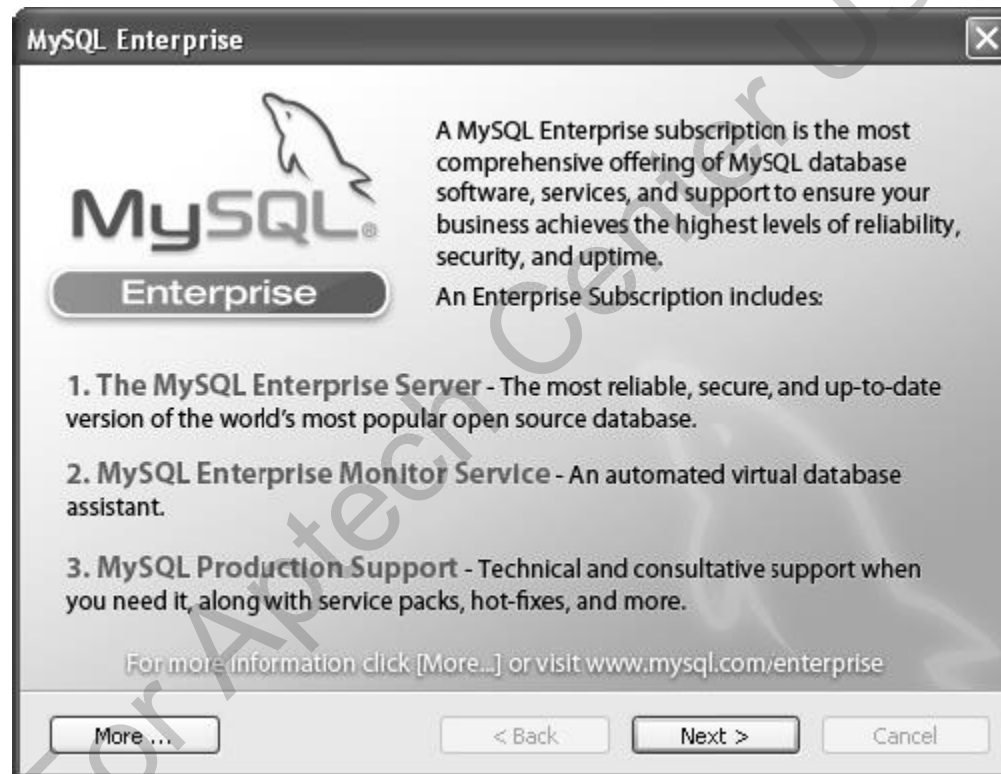 MySQL Enterprise
MySQL®
Enterprise
A MySQL Enterprise subscription is the most
comprehensive offering of MySQL database
software, services, and support to ensure your
business achieves the highest levels of reliability,
security, and uptime.
An Enterprise Subscription includes:
1. The MySQL Enterprise Server - The most reliable, secure, and up-to-date
version of the world's most popular open source database.
2. MySQL Enterprise Monitor Service - An automated virtual database
assistant.
3. MySQL Production Support - Technical and consultative support when
you need it, along with service packs, hot-fixes, and more.
For more information click [More...] or visit www.mysql.com/enterprise
More ...
< Back
Next >
Cancel
For Aptech Center